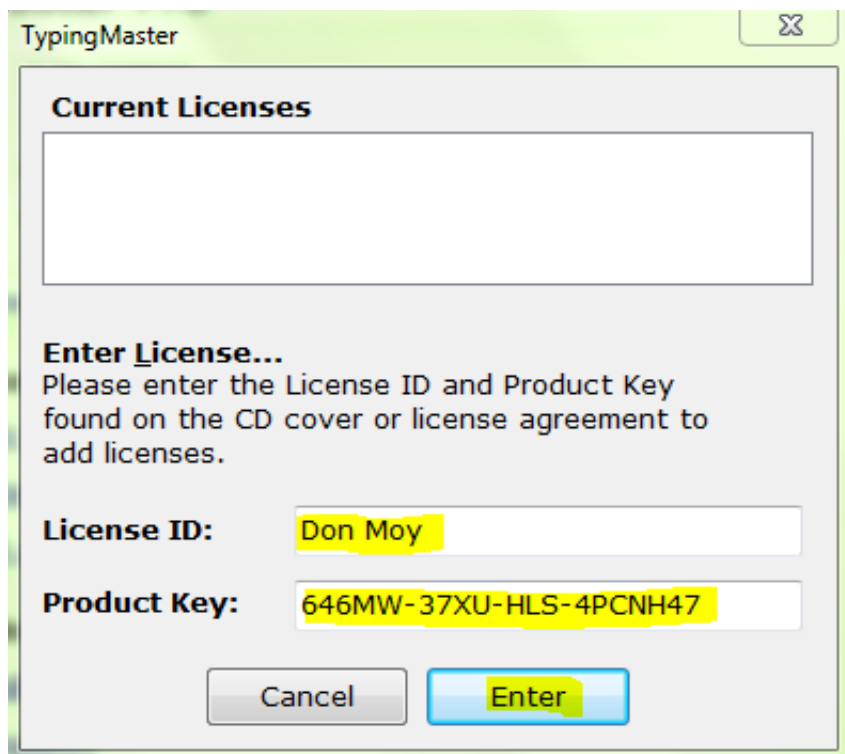 TypingMaster
Current Licenses
Enter License...
Please enter the License ID and Product Key
found on the CD cover or license agreement to
add licenses.
License ID: Don Moy
Product Key: 646MW-37XU-HLS-4PCNH47
Cancel Enter